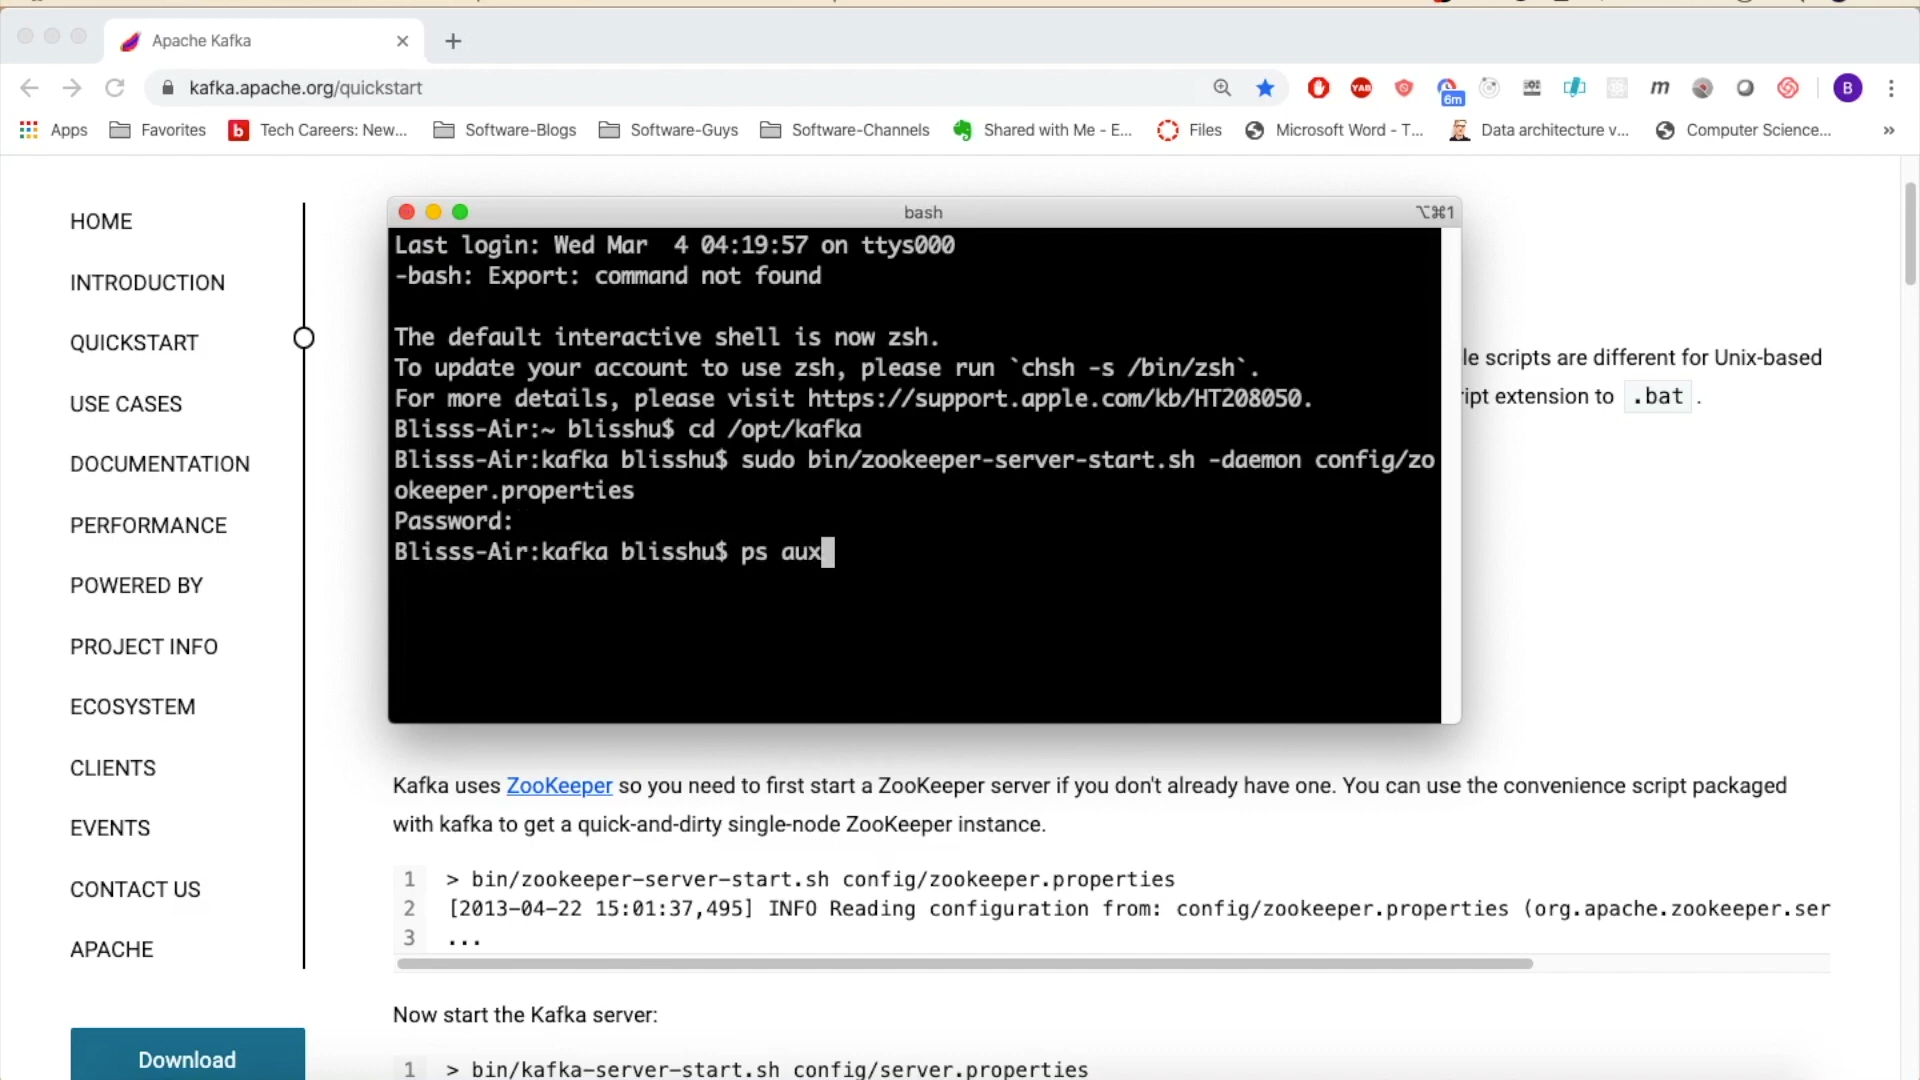 Apache Kafka
kafka.apache.org/quickstart
YAB
6m
m
B
Apps
Favorites
b
Tech Careers: New...
Software-Blogs
Software-Guys
Software-Channels
Shared with Me - E...
Files
Microsoft Word - T...
Data architecture v...
Computer Science...
»
HOME
INTRODUCTION
QUICKSTART
USE CASES
DOCUMENTATION
PERFORMANCE
POWERED BY
PROJECT INFO
ECOSYSTEM
CLIENTS
EVENTS
CONTACT US
APACHE
Download
bash
⌥⌘1
Last login: Wed Mar  4 04:19:57 on ttys000
-bash: Export: command not found
The default interactive shell is now zsh.
To update your account to use zsh, please run `chsh -s /bin/zsh`.
For more details, please visit https://support.apple.com/kb/HT208050.
Blisss-Air:~ blisshu$ cd /opt/kafka
Blisss-Air:kafka blisshu$ sudo bin/zookeeper-server-start.sh -daemon config/zo
okeeper.properties
Password:
Blisss-Air:kafka blisshu$ ps aux
le scripts are different for Unix-based
ipt extension to .bat .
Kafka uses ZooKeeper so you need to first start a ZooKeeper server if you don't already have one. You can use the convenience script packaged
with kafka to get a quick-and-dirty single-node ZooKeeper instance.
1 > bin/zookeeper-server-start.sh config/zookeeper.properties
2 [2013-04-22 15:01:37,495] INFO Reading configuration from: config/zookeeper.properties (org.apache.zookeeper.ser
3 ...
Now start the Kafka server:
1 > bin/kafka-server-start.sh config/server.properties